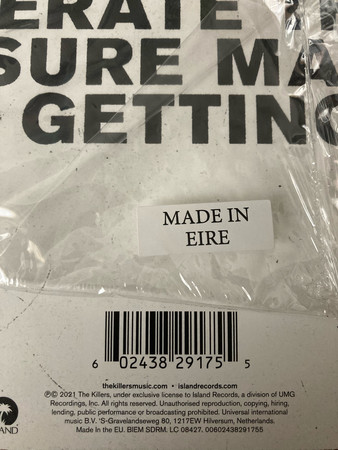 ERATE
SURE MA
GETTING
MADE IN
EIRE
6 02438 29175 5
thekillersmusic.com • islandrecords.com
ⓅⒸ 2021 The Killers, under exclusive license to Island Records, a division of UMG
Recordings, Inc. All rights reserved. Unauthorised reproduction, copying, hiring,
lending, public performance or broadcasting prohibited. Universal international
music B.V. 'S-Gravelandseweg 80, 1217EW Hilversum, Netherlands.
Made In the EU. BIEM SDRM. LC 08427. 00602438291755